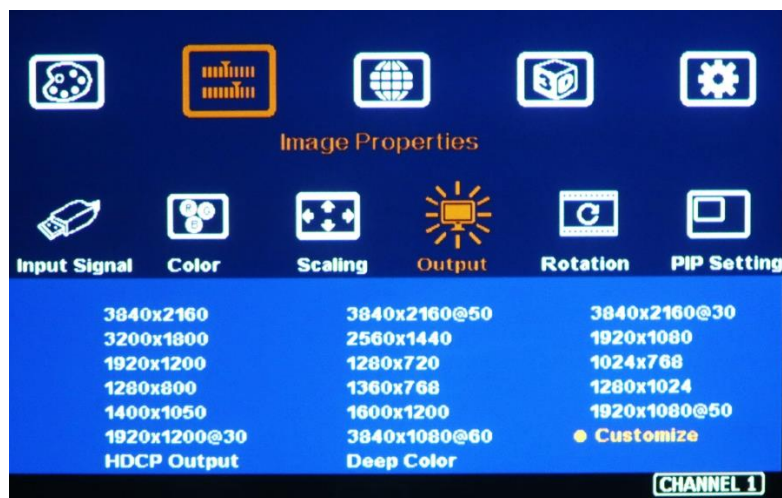 3D
Image Properties
R G
B
Input Signal Color Scaling Output Rotation PIP Setting
3840x2160 3840x2160@50 3840x2160@30
3200x1800 2560x1440 1920x1080
1920x1200 1280x720 1024x768
1280x800 1360x768 1280x1024
1400x1050 1600x1200 1920x1080@50
1920x1200@30 3840x1080@60 Customize
HDCP Output Deep Color
CHANNEL 1